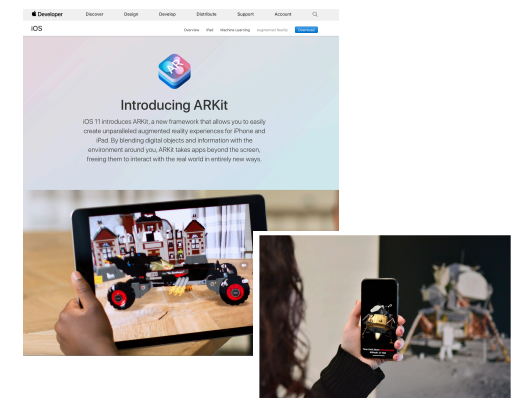 Developer Discover Design Develop Distribute Support Account
iOS
Overview iPad Machine Learning Augmented Reality Download
AR
Introducing ARKit
iOS 11 introduces ARKit, a new framework that allows you to easily
create unparalleled augmented reality experiences for iPhone and
iPad. By blending digital objects and information with the
environment around you, ARKit takes apps beyond the screen,
freeing them to interact with the real world in entirely new ways.